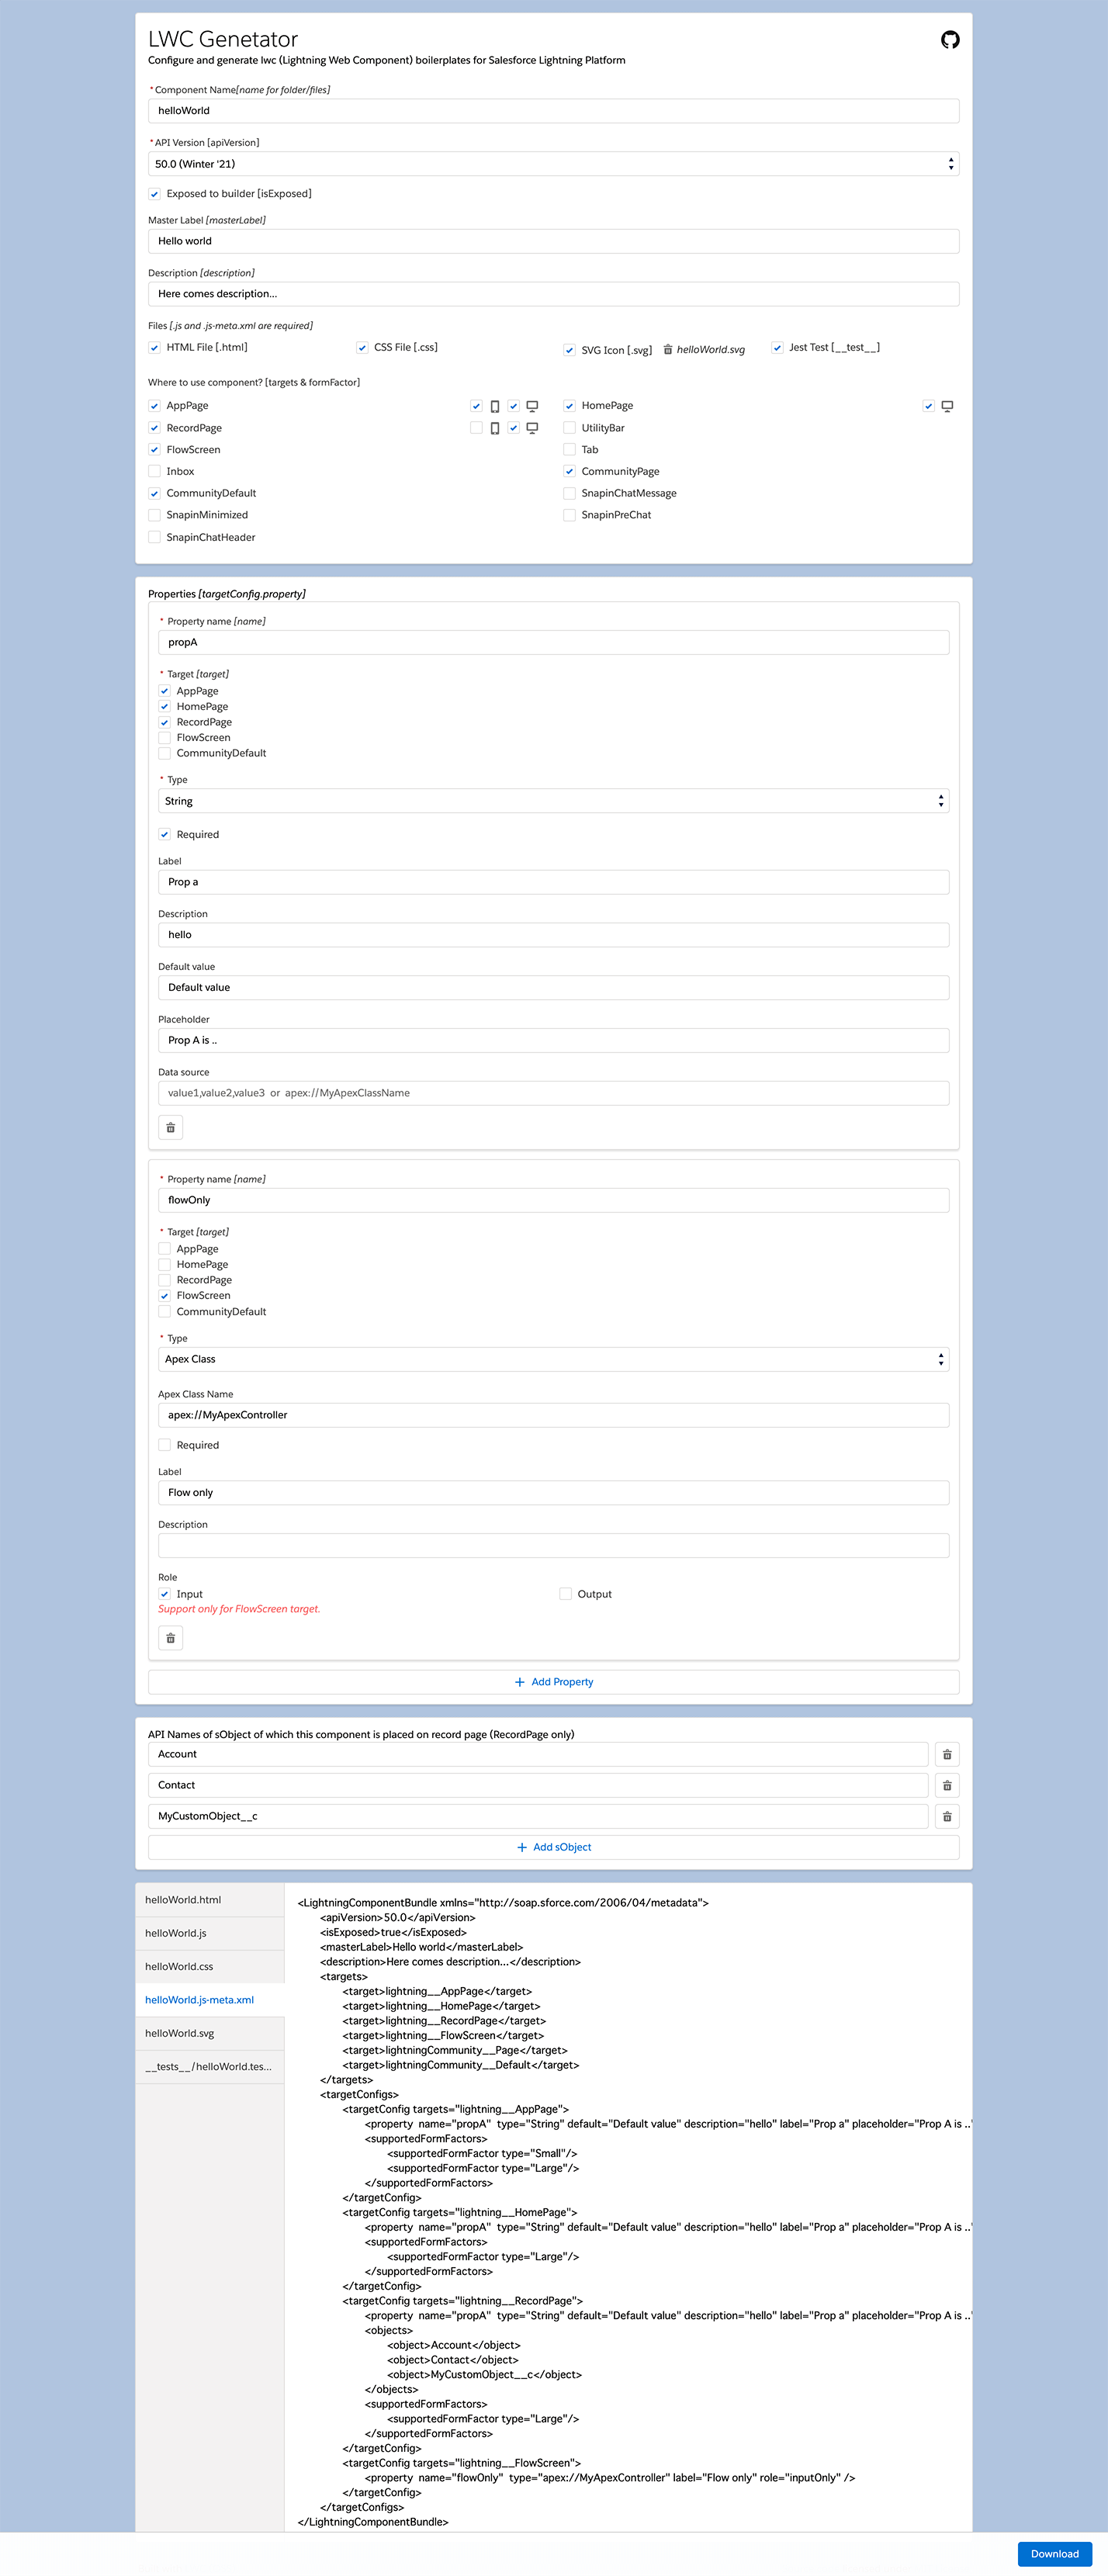 LWC Genetator
Configure and generate lwc (Lightning Web Component) boilerplates for Salesforce Lightning Platform
* Component Name[name for folder/files]
helloWorld
* API Version [apiVersion]
50.0 (Winter '21)
Exposed to builder [isExposed]
Master Label [masterLabel]
Hello world
Description [description]
Here comes description...
Files [.js and .js-meta.xml are required]
HTML File [.html] CSS File [.css] SVG Icon [.svg] helloWorld.svg Jest Test [__test__]
Where to use component? [targets & formFactor]
AppPage HomePage
RecordPage UtilityBar
FlowScreen Tab
Inbox CommunityPage
CommunityDefault SnapinChatMessage
SnapinMinimized SnapinPreChat
SnapinChatHeader
Properties [targetConfig.property]
* Property name [name]
propA
* Target [target]
AppPage
HomePage
RecordPage
FlowScreen
CommunityDefault
* Type
String
Required
Label
Prop a
Description
hello
Default value
Default value
Placeholder
Prop A is ..
Data source
value1,value2,value3 or apex://MyApexClassName
* Property name [name]
flowOnly
* Target [target]
AppPage
HomePage
RecordPage
FlowScreen
CommunityDefault
* Type
Apex Class
Apex Class Name
apex://MyApexController
Required
Label
Flow only
Description
Role
Input Output
Support only for FlowScreen target.
+ Add Property
API Names of sObject of which this component is placed on record page (RecordPage only)
Account
Contact
MyCustomObject__c
+ Add sObject
helloWorld.html
helloWorld.js
helloWorld.css
helloWorld.js-meta.xml
helloWorld.svg
__tests__/helloWorld.tes...
<LightningComponentBundle xmlns="http://soap.sforce.com/2006/04/metadata">
<apiVersion>50.0</apiVersion>
<isExposed>true</isExposed>
<masterLabel>Hello world</masterLabel>
<description>Here comes description...</description>
<targets>
<target>lightning__AppPage</target>
<target>lightning__HomePage</target>
<target>lightning__RecordPage</target>
<target>lightning__FlowScreen</target>
<target>lightningCommunity__Page</target>
<target>lightningCommunity__Default</target>
</targets>
<targetConfigs>
<targetConfig targets="lightning__AppPage">
<property name="propA" type="String" default="Default value" description="hello" label="Prop a" placeholder="Prop A is .."
<supportedFormFactors>
<supportedFormFactor type="Small"/>
<supportedFormFactor type="Large"/>
</supportedFormFactors>
</targetConfig>
<targetConfig targets="lightning__HomePage">
<property name="propA" type="String" default="Default value" description="hello" label="Prop a" placeholder="Prop A is .."
<supportedFormFactors>
<supportedFormFactor type="Large"/>
</supportedFormFactors>
</targetConfig>
<targetConfig targets="lightning__RecordPage">
<property name="propA" type="String" default="Default value" description="hello" label="Prop a" placeholder="Prop A is .."
<objects>
<object>Account</object>
<object>Contact</object>
<object>MyCustomObject__c</object>
</objects>
<supportedFormFactors>
<supportedFormFactor type="Large"/>
</supportedFormFactors>
</targetConfig>
<targetConfig targets="lightning__FlowScreen">
<property name="flowOnly" type="apex://MyApexController" label="Flow only" role="inputOnly" />
</targetConfig>
</targetConfigs>
</LightningComponentBundle>
Download